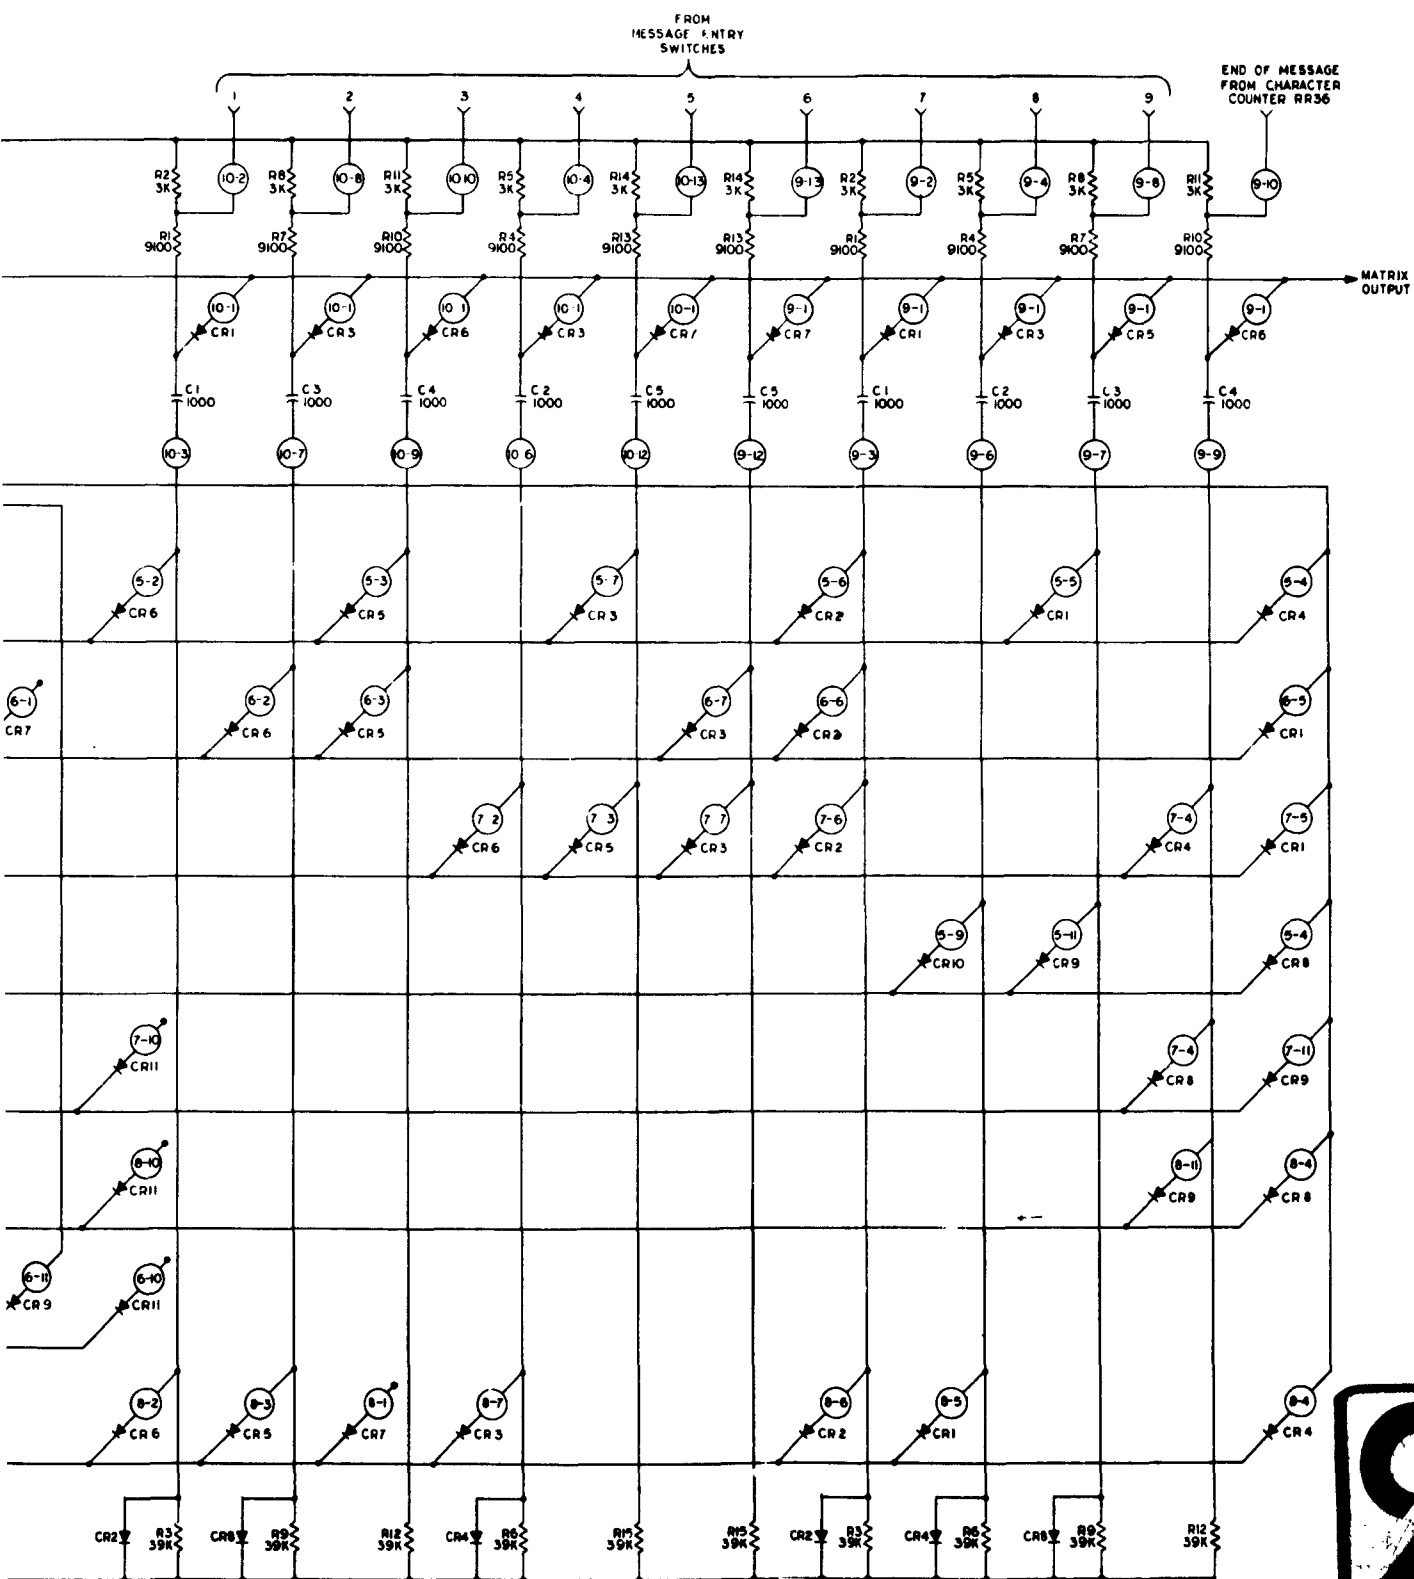 FROM
MESSAGE ENTRY
SWITCHES
END OF MESSAGE
FROM CHARACTER
COUNTER RR36
1 2 3 4 5 6 7 8 9
R2 3K 10-2 R8 3K 10-8 R11 3K 10 10 R5 3K 10-4 R14 3K 10-13 R14 3K 9-13 R2 3K 9-2 R5 3K 9-4 R8 3K 9-8 R11 3K 9-10
R1 9100 R7 9100 R10 9100 R4 9100 R13 9100 R13 9100 R1 9100 R4 9100 R7 9100 R10 9100
MATRIX
OUTPUT
10-1 10-1 10 1 10-1 10-1 9-1 9-1 9-1 9-1 9-1
CR1 CR3 CR6 CR3 CR7 CR7 CR1 CR3 CR5 CR6
C1 1000 C3 1000 C4 1000 C2 1000 C5 1000 C5 1000 C1 1000 C2 1000 C3 1000 C4 1000
10-3 10-7 10-9 10 6 10-12 9-12 9-3 9-6 9-7 9-9
5-2 5-3 5-7 5-6 5-5 5-4
CR6 CR5 CR3 CR2 CR1 CR4
6-1 6-2 6-3 6-7 6-6 6-5
CR7 CR6 CR5 CR3 CR2 CR1
7 2 7 3 7 7 7-6 7-4 7-5
CR6 CR5 CR3 CR2 CR4 CR1
5-9 5-11 5-4
CR10 CR9 CR8
7-10 7-4 7-11
CR11 CR8 CR9
8-10 8-11 8-4
CR11 CR9 CR8
6-11 6-10
CR9 CR11
8-2 8-3 8-1 8-7 8-6 8-5 8-4
CR6 CR5 CR7 CR3 CR2 CR1 CR4
CR2 R3 39K CR8 R9 39K R12 39K CR4 R6 39K R15 39K R15 39K CR2 R3 39K CR4 R6 39K CR8 R9 39K R12 39K